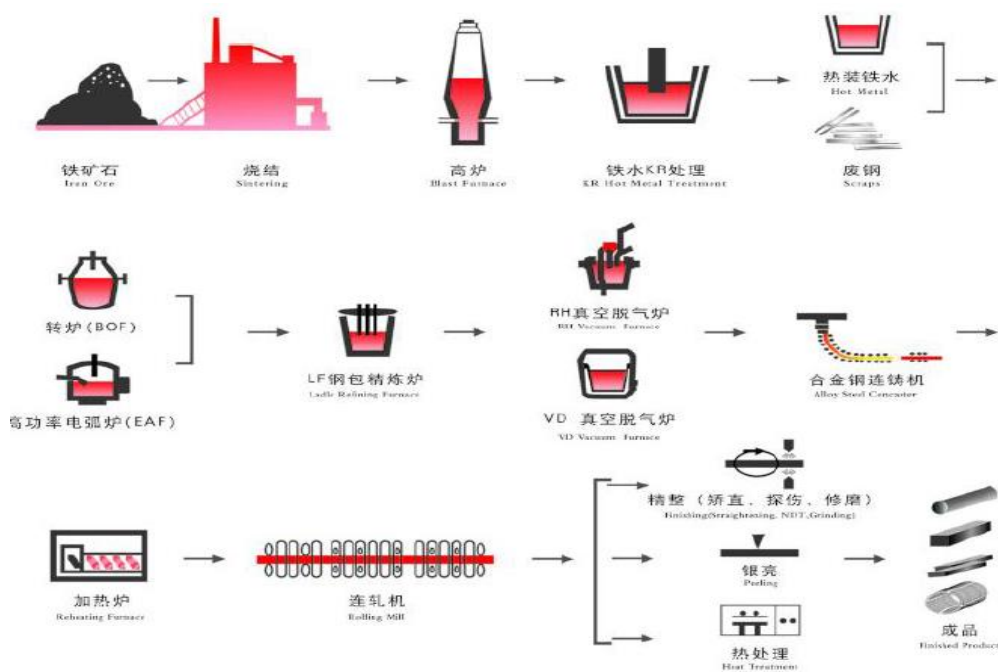 热装铁水
Hot Metal
铁矿石
Iron Ore
烧结
Sintering
高炉
Blast Furnace
铁水KR处理
KR Hot Metal Treatment
废钢
Scraps
转炉(BOF)
高功率电弧炉(EAF)
LF钢包精炼炉
Ladle Refining Furnace
RH真空脱气炉
RH Vacuum Furnace
VD 真空脱气炉
VD Vacuum Furnace
合金钢连铸机
Alloy Steel Concaster
加热炉
Reheating Furnace
连轧机
Rolling Mill
精整（矫直、探伤、修磨）
Finishing(Straightening, NDT,Grinding)
银亮
Peeling
热处理
Heat Treatment
成品
Finished Product